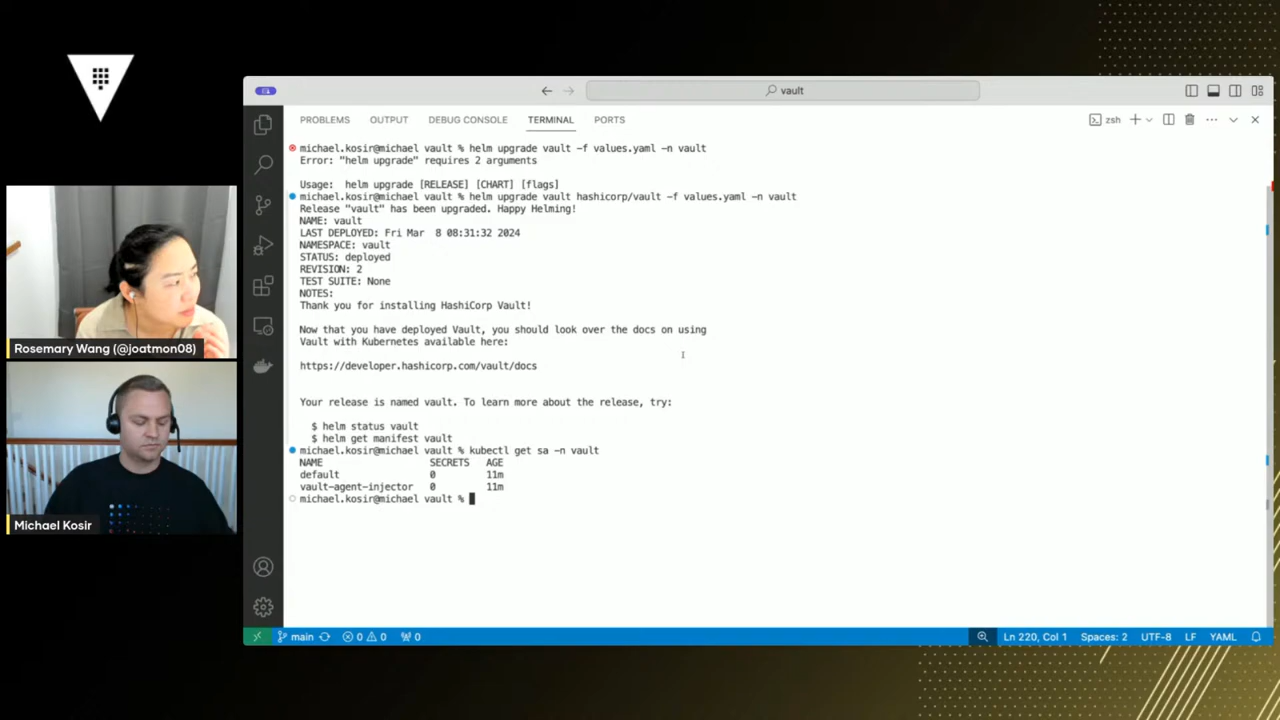 vault
PROBLEMS OUTPUT DEBUG CONSOLE TERMINAL PORTS zsh
michael.kosir@michael vault % helm upgrade vault -f values.yaml -n vault
Error: "helm upgrade" requires 2 arguments
Usage:  helm upgrade [RELEASE] [CHART] [flags]
michael.kosir@michael vault % helm upgrade vault hashicorp/vault -f values.yaml -n vault
Release "vault" has been upgraded. Happy Helming!
NAME: vault
LAST DEPLOYED: Fri Mar  8 08:31:32 2024
NAMESPACE: vault
STATUS: deployed
REVISION: 2
TEST SUITE: None
NOTES:
Thank you for installing HashiCorp Vault!
Now that you have deployed Vault, you should look over the docs on using
Vault with Kubernetes available here:
https://developer.hashicorp.com/vault/docs
Your release is named vault. To learn more about the release, try:
$ helm status vault
$ helm get manifest vault
michael.kosir@michael vault % kubectl get sa -n vault
NAME SECRETS AGE
default 0 11m
vault-agent-injector 0 11m
michael.kosir@michael vault %
Rosemary Wang (@joatmon08)
Michael Kosir
main 0 0 0 Ln 220, Col 1 Spaces: 2 UTF-8 LF YAML